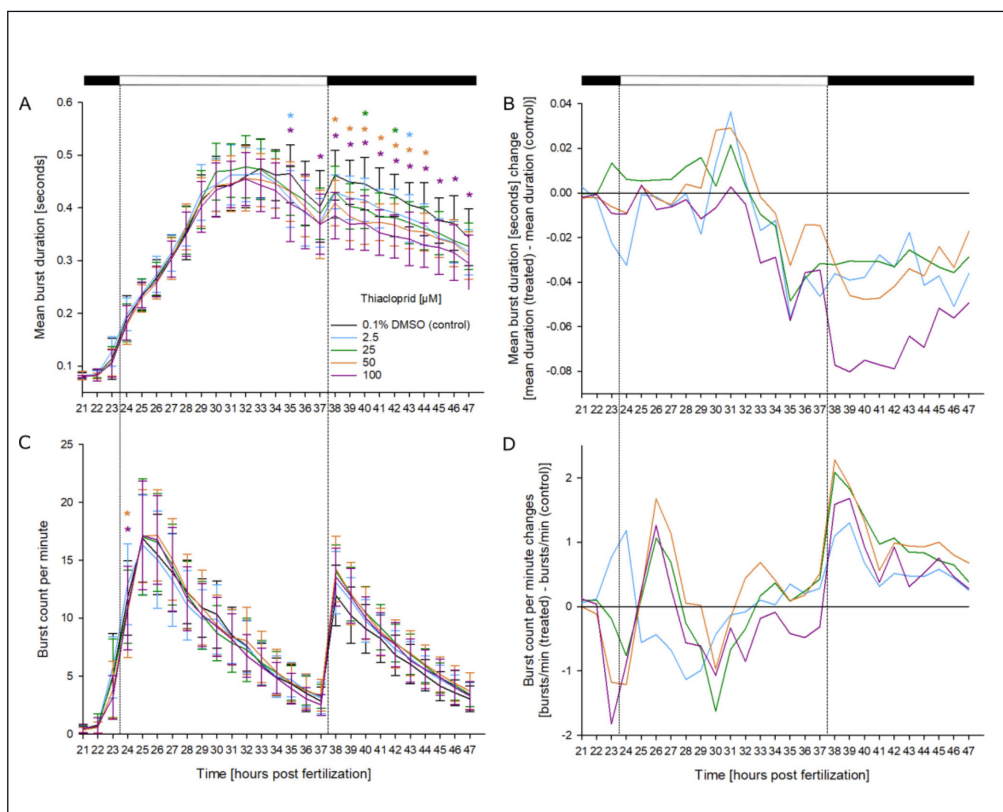 A
Mean burst duration [seconds]
0.6
0.5
0.4
0.3
0.2
0.1
Thiacloprid [µM]
0.1% DMSO (control)
2.5
25
50
100
21 22 23 24 25 26 27 28 29 30 31 32 33 34 35 36 37 38 39 40 41 42 43 44 45 46 47
B
Mean burst duration [seconds] change
[mean duration (treated) - mean duration (control)]
0.04
0.02
0.00
-0.02
-0.04
-0.06
-0.08
21 22 23 24 25 26 27 28 29 30 31 32 33 34 35 36 37 38 39 40 41 42 43 44 45 46 47
C
Burst count per minute
25
20
15
10
5
0
21 22 23 24 25 26 27 28 29 30 31 32 33 34 35 36 37 38 39 40 41 42 43 44 45 46 47
Time [hours post fertilization]
D
Burst count per minute changes
[bursts/min (treated) - bursts/min (control)]
2
1
0
-1
-2
21 22 23 24 25 26 27 28 29 30 31 32 33 34 35 36 37 38 39 40 41 42 43 44 45 46 47
Time [hours post fertilization]